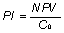 PI = NPV / C₀